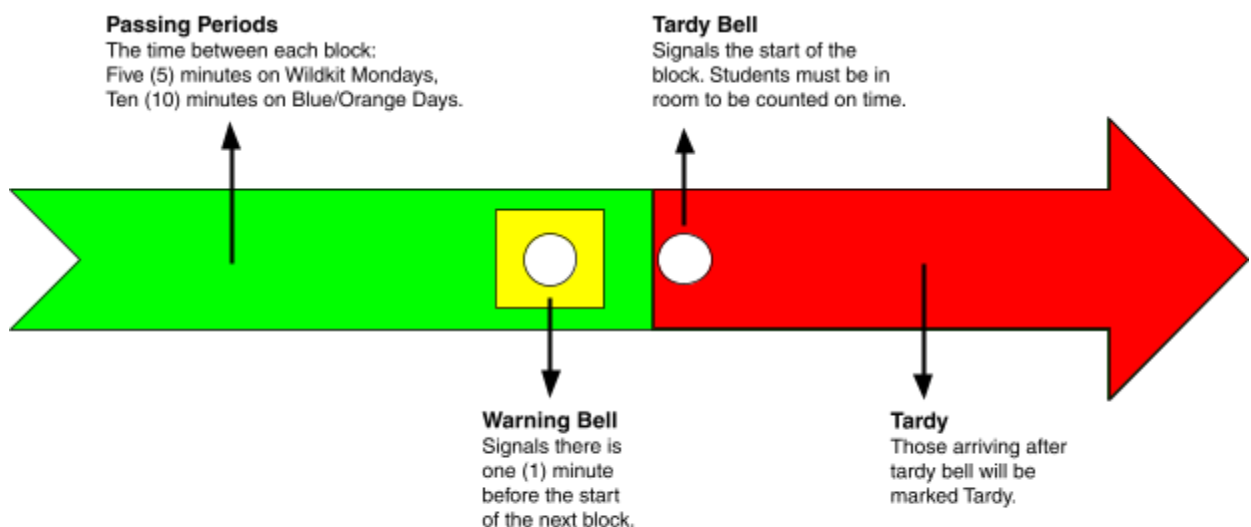 Passing Periods
The time between each block:
Five (5) minutes on Wildkit Mondays,
Ten (10) minutes on Blue/Orange Days.
Tardy Bell
Signals the start of the
block. Students must be in
room to be counted on time.
Warning Bell
Signals there is
one (1) minute
before the start
of the next block.
Tardy
Those arriving after
tardy bell will be
marked Tardy.